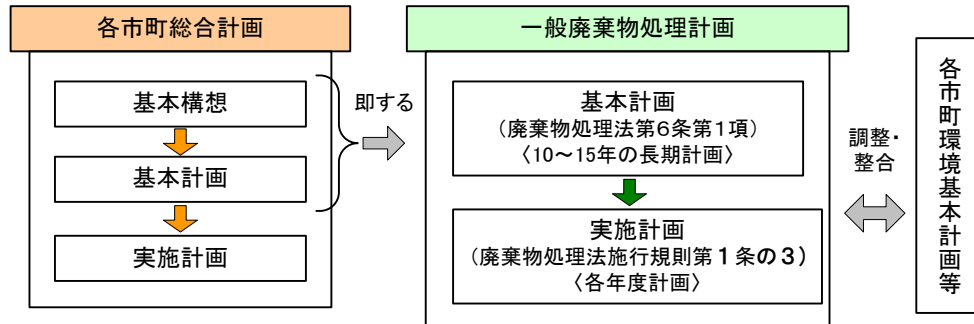 各市町総合計画
基本構想
基本計画
実施計画
即する
一般廃棄物処理計画
基本計画
（廃棄物処理法第６条第１項）
〈10～15年の長期計画〉
実施計画
（廃棄物処理法施行規則第１条の３）
〈各年度計画〉
調整・
整合
各市町環境基本計画等